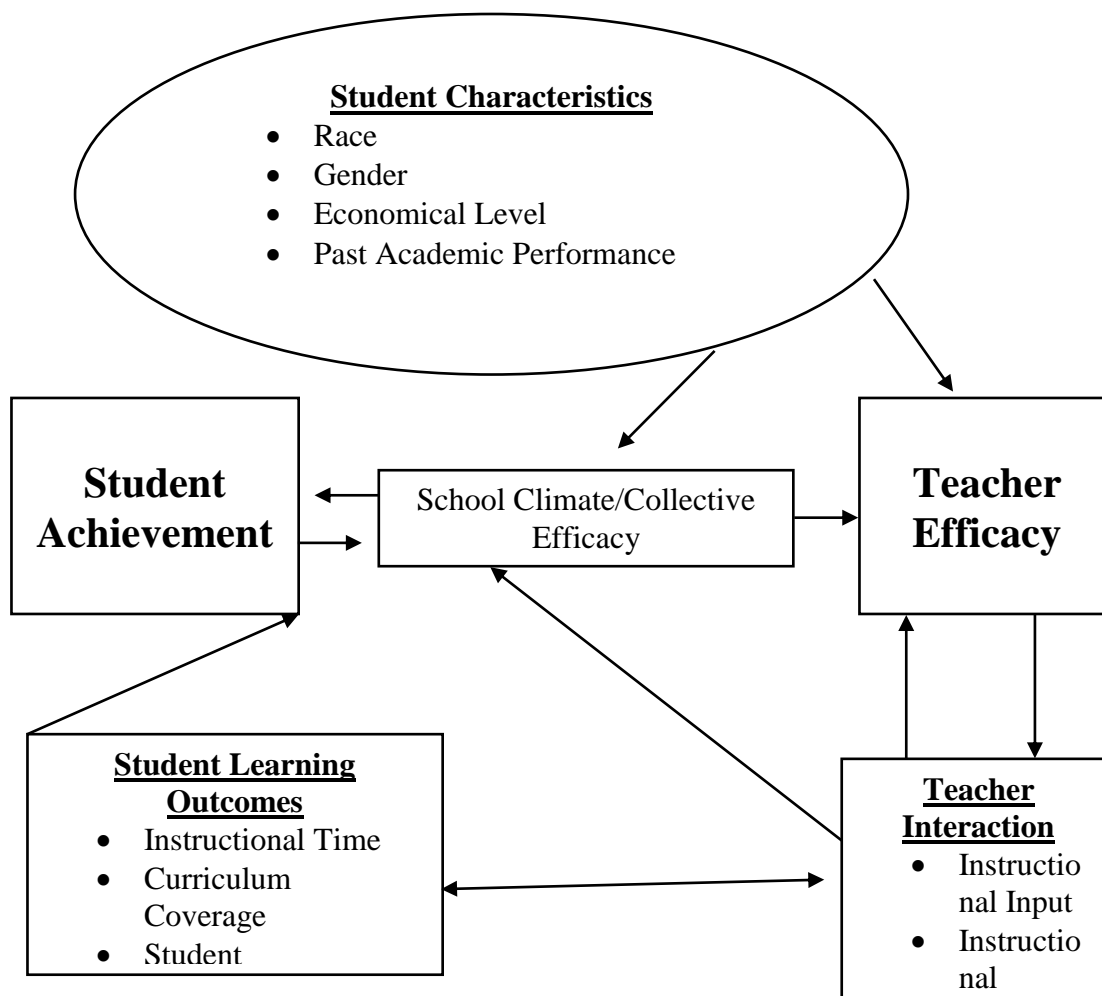 Student Characteristics
• Race
• Gender
• Economical Level
• Past Academic Performance
Student
Achievement
School Climate/Collective
Efficacy
Teacher
Efficacy
Student Learning
Outcomes
• Instructional Time
• Curriculum
Coverage
• Student
Teacher
Interaction
• Instructio
nal Input
• Instructio
nal